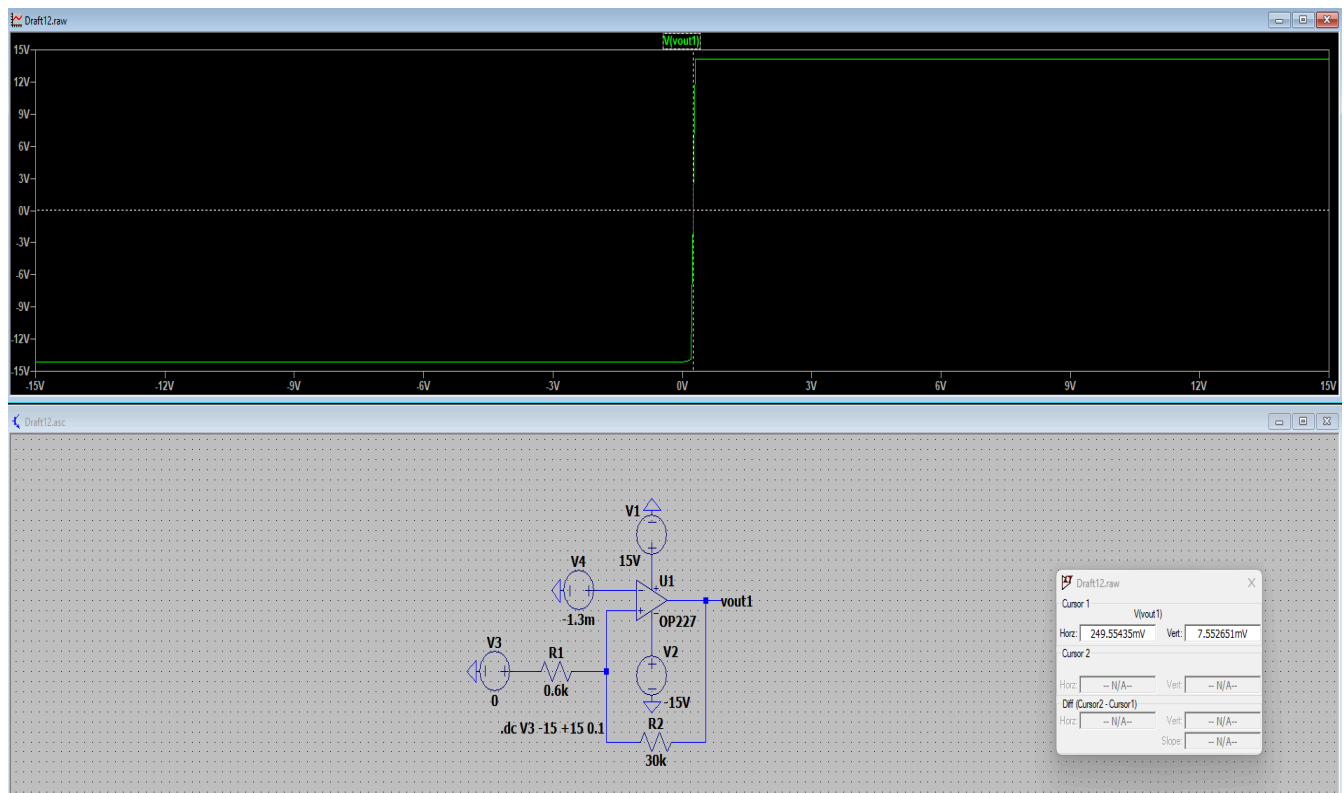 Draft12.raw
V(vout1)
15V
12V
9V
6V
3V
0V
-3V
-6V
-9V
-12V
-15V
-15V -12V -9V -6V -3V 0V 3V 6V 9V 12V 15V
Draft12.asc
V1
15V
V4
-1.3m
U1
vout1
OP227
V3
0
R1
0.6k
V2
-15V
.dc V3 -15 +15 0.1
R2
30k
Draft12.raw
Cursor 1
V(vout1)
Horz: 249.55435mV Vert: 7.552651mV
Cursor 2
Horz: -- N/A-- Vert: -- N/A--
Diff (Cursor2 - Cursor1)
Horz: -- N/A-- Vert: -- N/A--
Slope: -- N/A--